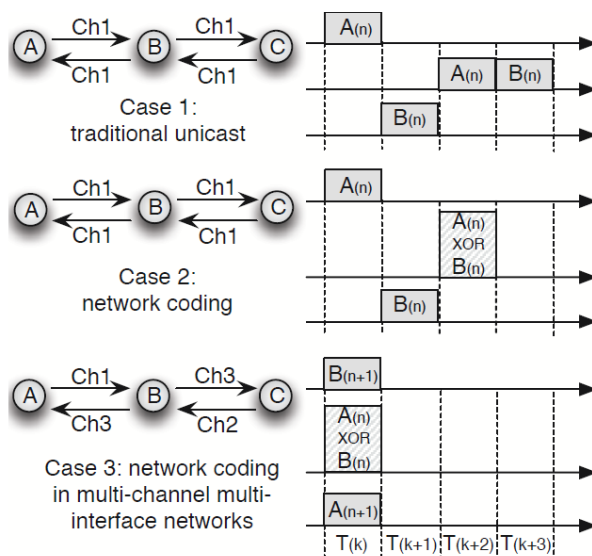 Ch1 Ch1
A B C
Ch1 Ch1
Case 1:
traditional unicast
A(n)
A(n) B(n)
B(n)
Ch1 Ch1
A B C
Ch1 Ch1
Case 2:
network coding
A(n)
A(n)
XOR
B(n)
B(n)
Ch1 Ch3
A B C
Ch3 Ch2
Case 3: network coding
in multi-channel multi-
interface networks
B(n+1)
A(n)
XOR
B(n)
A(n+1)
T(k) T(k+1) T(k+2) T(k+3)